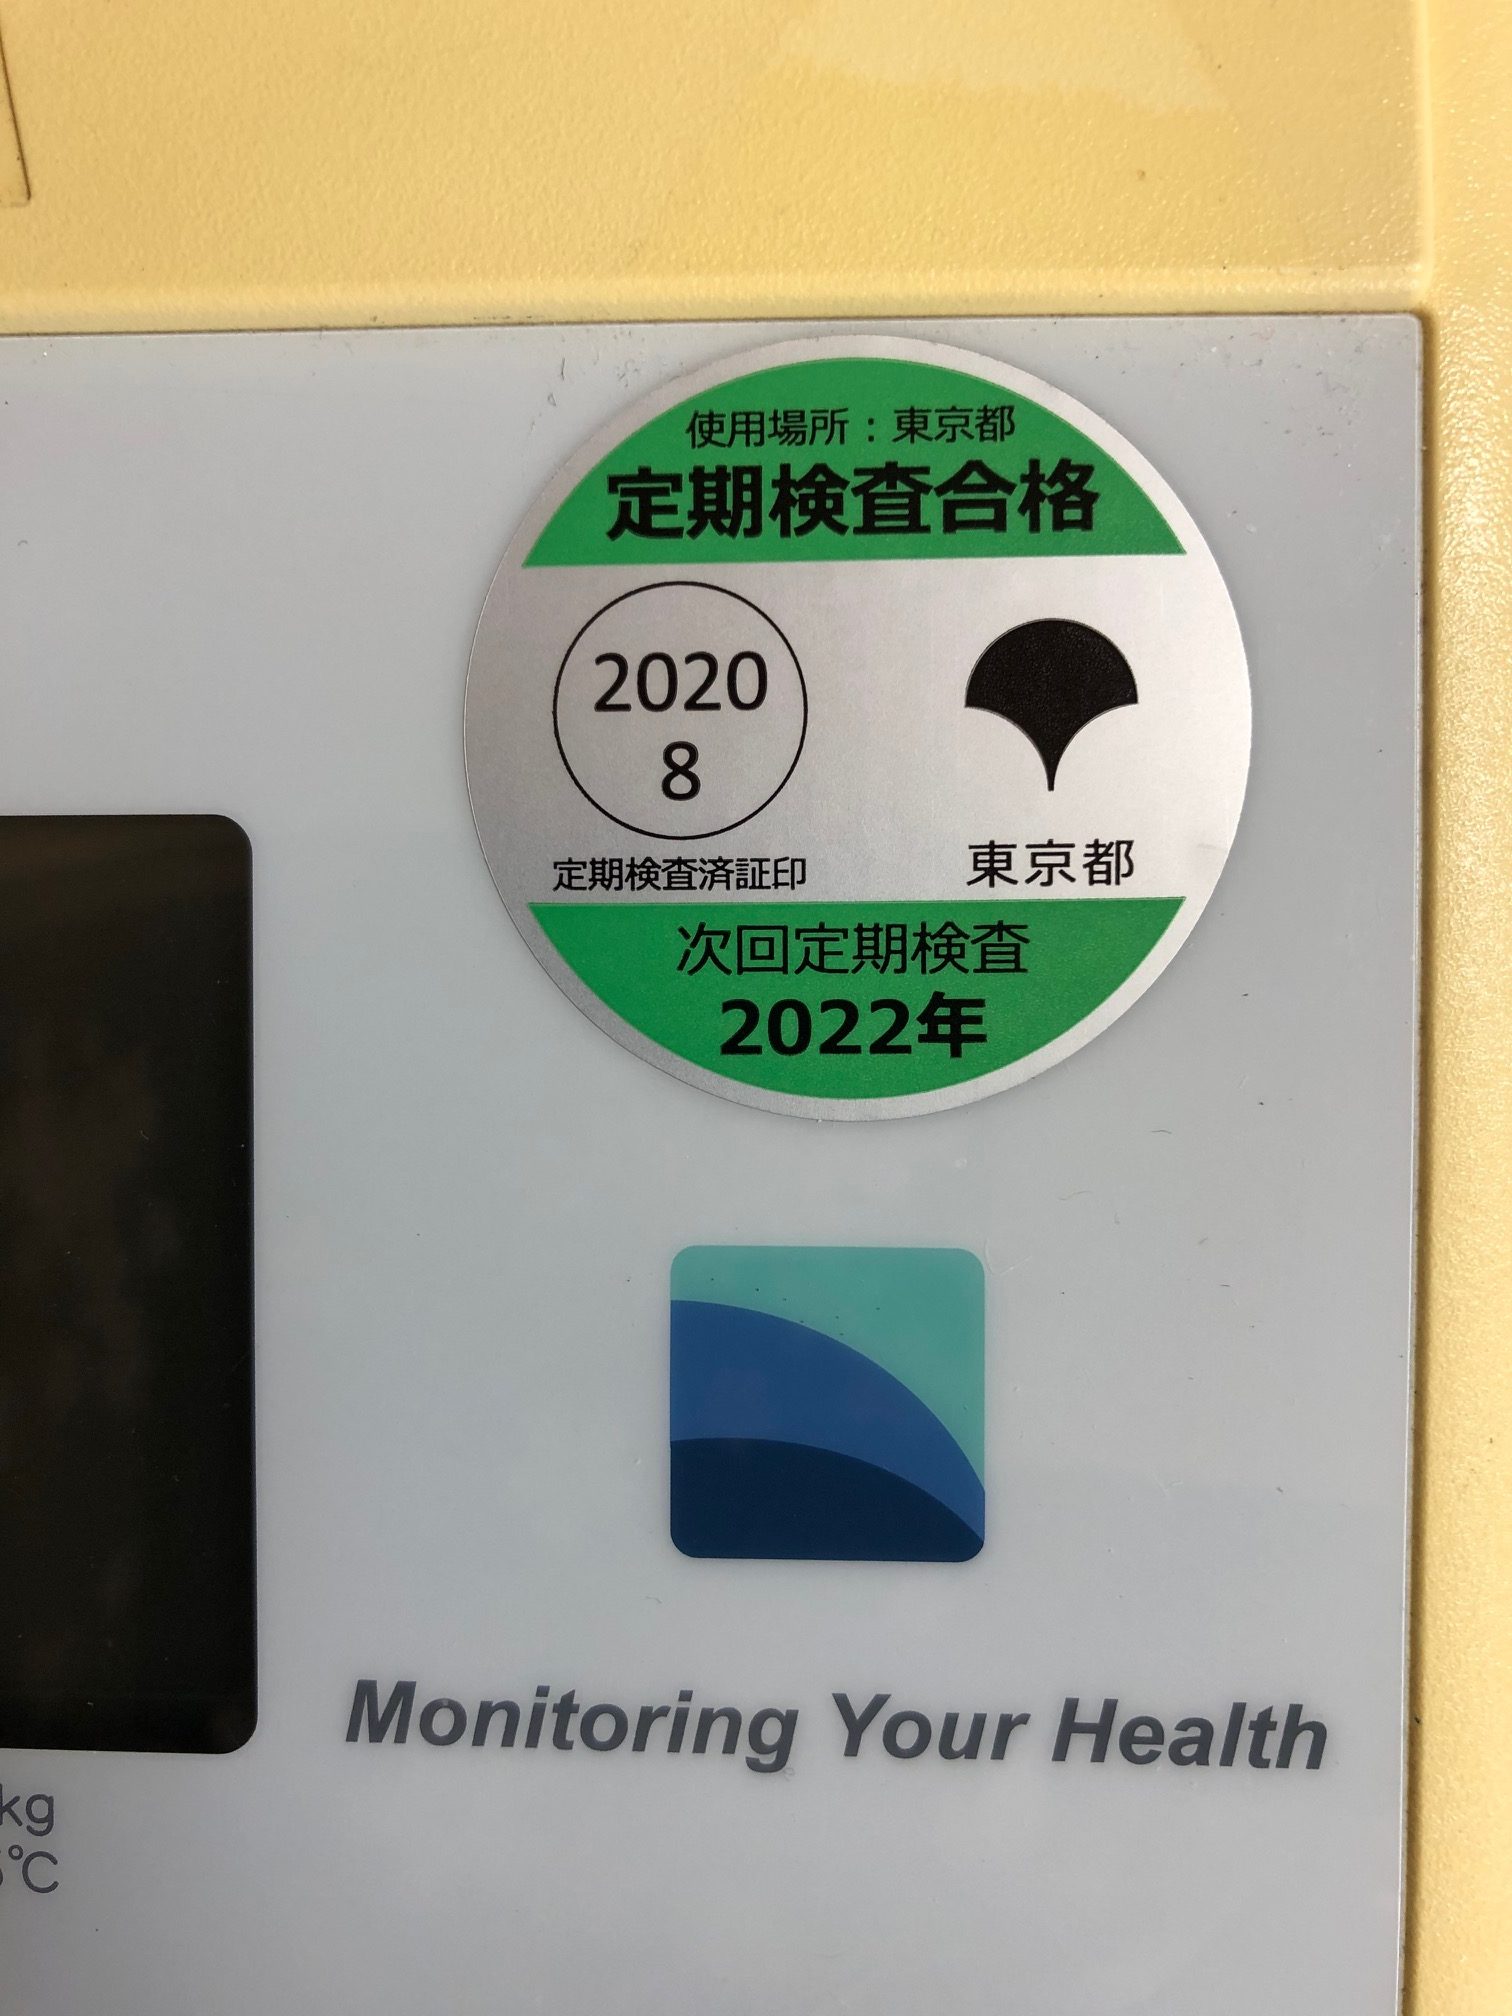 使用場所：東京都
定期検査合格
2020
8
定期検査済証印
東京都
次回定期検査
2022年
Monitoring Your Health
kg
℃